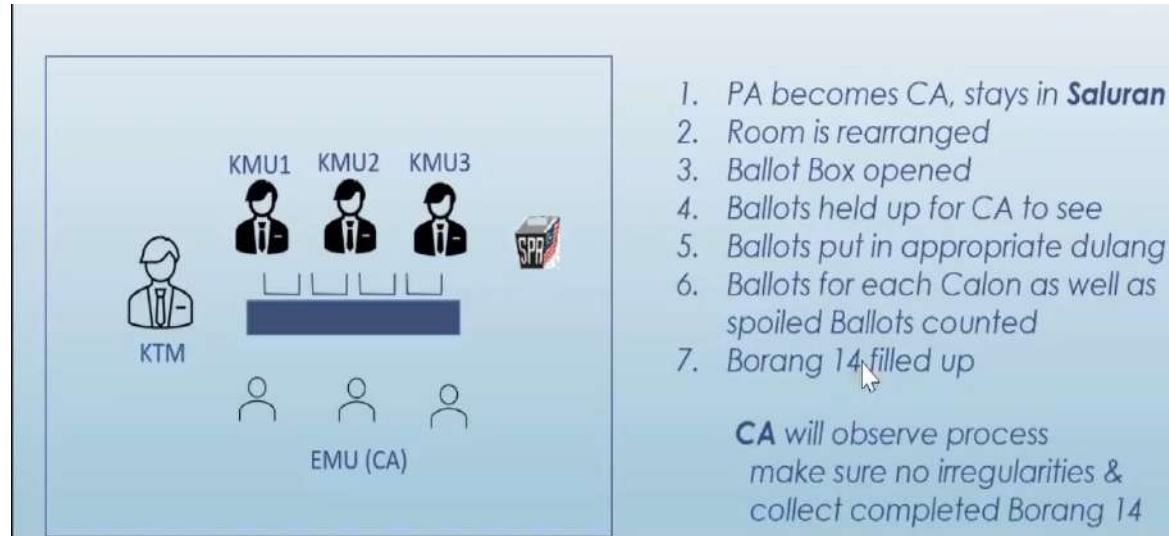 KMU1 KMU2 KMU3
SPR
KTM
EMU (CA)
1. PA becomes CA, stays in Saluran
2. Room is rearranged
3. Ballot Box opened
4. Ballots held up for CA to see
5. Ballots put in appropriate dulang
6. Ballots for each Calon as well as
spoiled Ballots counted
7. Borang 14 filled up
CA will observe process
make sure no irregularities &
collect completed Borang 14